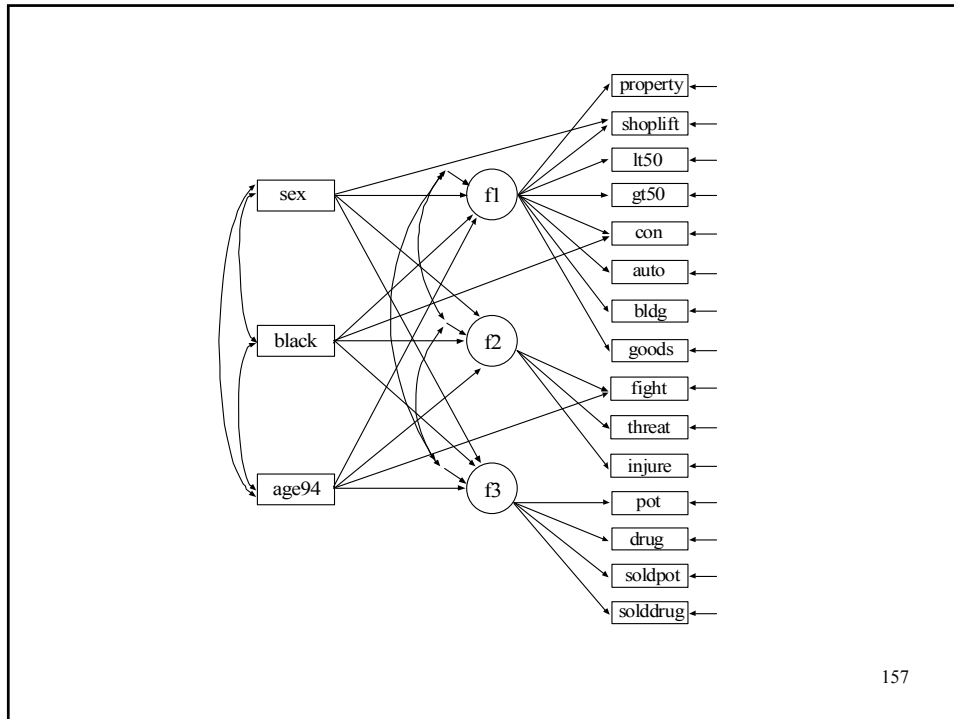 property
shoplift
lt50
gt50
con
auto
bldg
goods
fight
threat
injure
pot
drug
soldpot
solddrug
sex
black
age94
f1
f2
f3
157